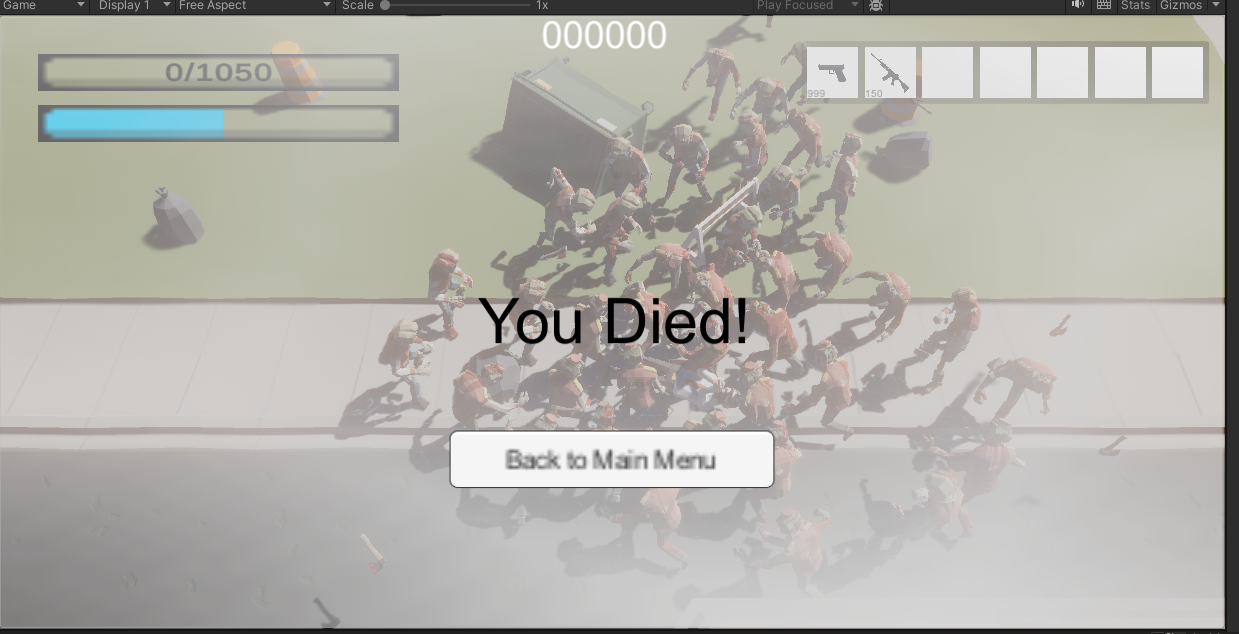 Game Display 1 Free Aspect Scale 1x Play Focused Stats Gizmos
000000
0/1050
999 150
You Died!
Back to Main Menu